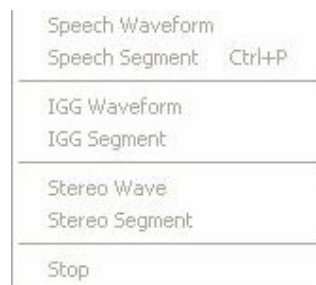 Speech Waveform
Speech Segment Ctrl+P
IGG Waveform
IGG Segment
Stereo Wave
Stereo Segment
Stop